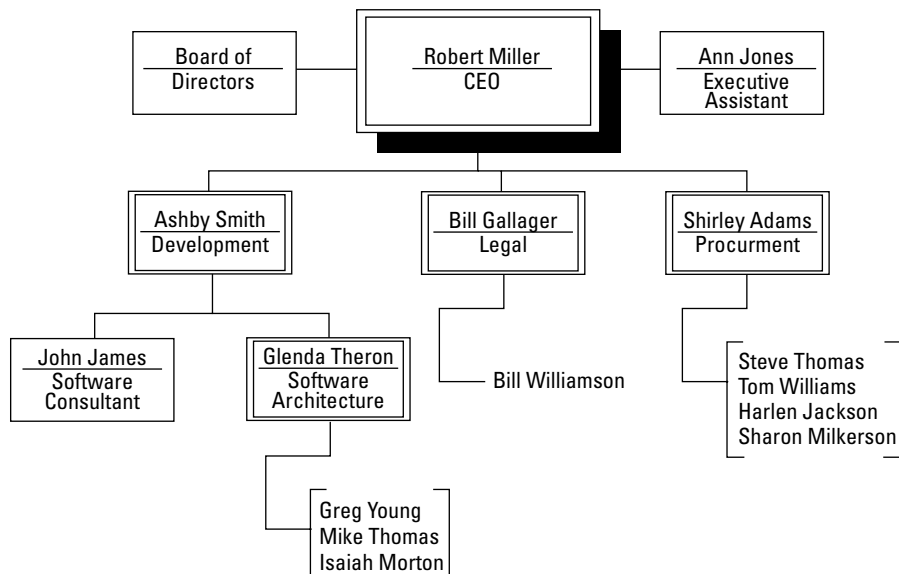 Board of
Directors
Robert Miller
CEO
Ann Jones
Executive
Assistant
Ashby Smith
Development
Bill Gallager
Legal
Shirley Adams
Procurment
John James
Software
Consultant
Glenda Theron
Software
Architecture
Bill Williamson
Steve Thomas
Tom Williams
Harlen Jackson
Sharon Milkerson
Greg Young
Mike Thomas
Isaiah Morton